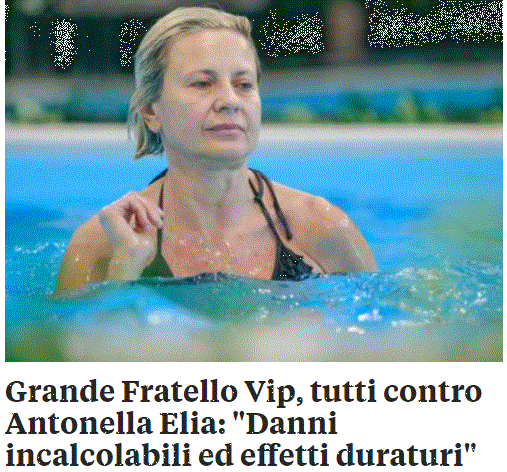 Grande Fratello Vip, tutti contro
Antonella Elia: "Danni
incalcolabili ed effetti duraturi"